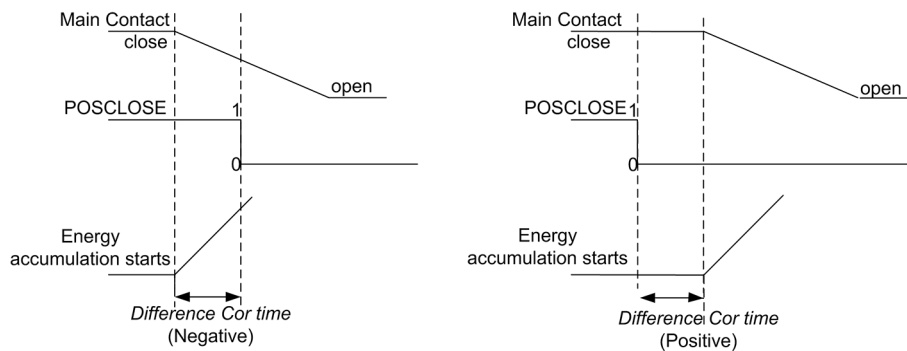 Main Contact
close
open
POSCLOSE 1
0
Energy
accumulation starts
Difference Cor time
(Negative)
Main Contact
close
open
POSCLOSE 1
0
Energy
accumulation starts
Difference Cor time
(Positive)